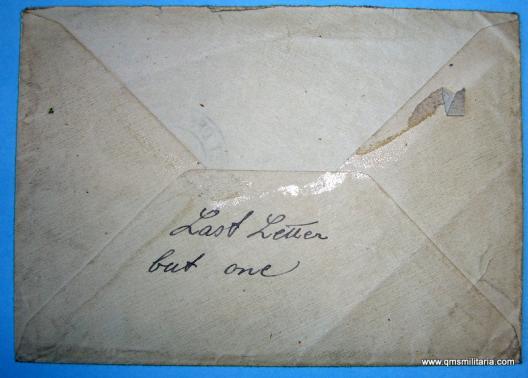 Last Letter
but one
www.qmsmilitaria.com